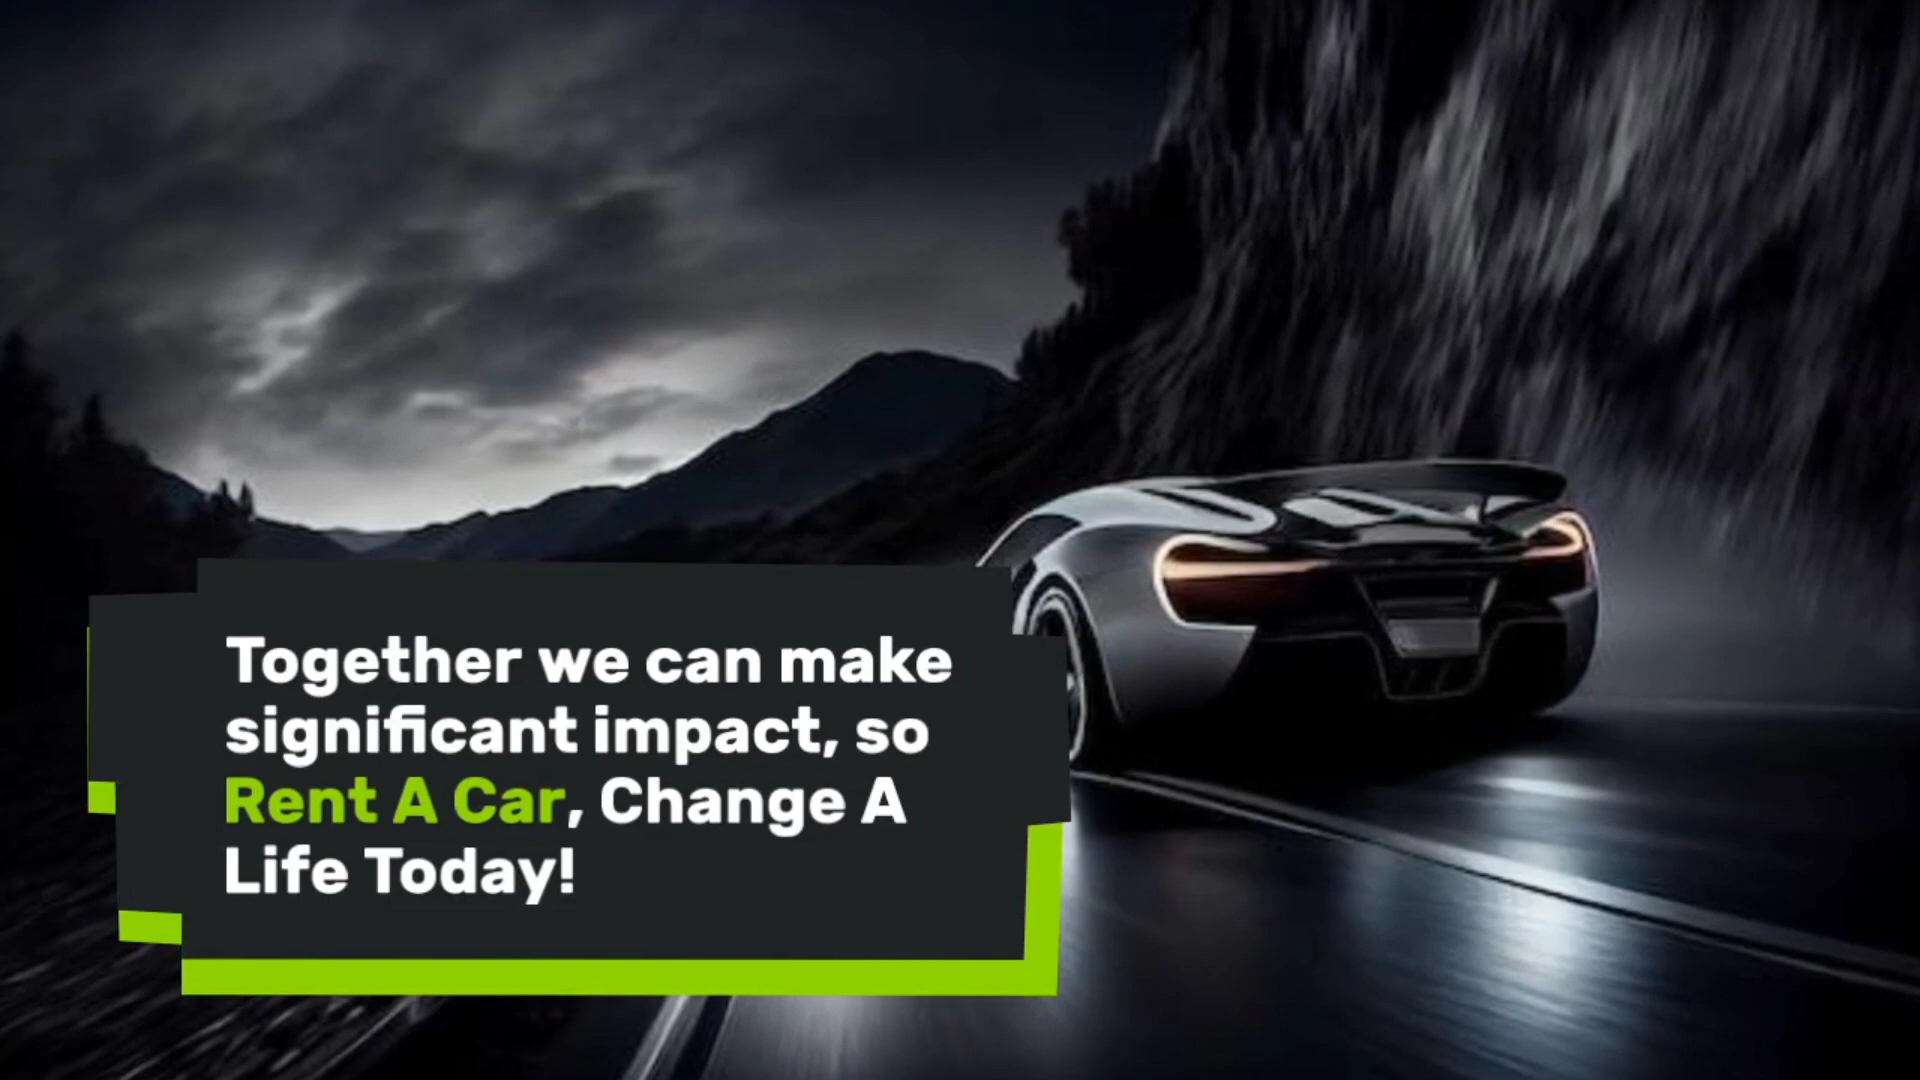 Together we can make
significant impact, so
Rent A Car, Change A
Life Today!